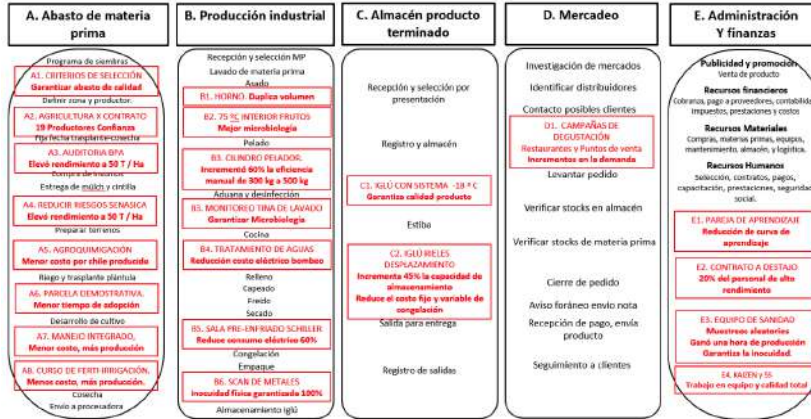 A. Abasto de materia
prima
Programa de siembras
A1. CRITERIOS DE SELECCIÓN
Garantizar abasto de calidad
Definir zona y productor.
A2. AGRICULTURA X CONTRATO
19 Productores Confianza
Fija fecha trasplante-cosecha
A3. AUDITORIA BPA
Elevó rendimiento a 50 T / Ha
Compra de insumos
Entrega de mülch y cintilla
A4. REDUCIR RIESGOS SENASICA
Elevó rendimiento a 50 T / Ha
Preparar terrenos
A5. AGROQUIMIGACIÓN
Menor costo por chile producido
Riego y trasplante plántula
A6. PARCELA DEMOSTRATIVA.
Menor tiempo de adopción
Desarrollo de cultivo
A7. MANEJO INTEGRADO,
Menor costo, más producción
A8. CURSO DE FERTI-IRRIGACIÓN.
Menos costo, más producción.
Cosecha
Envío a procesadora
B. Producción industrial
Recepción y selección MP
Lavado de materia prima
Asado
B1. HORNO. Duplica volumen
B2. 75 ºC INTERIOR FRUTOS
Mejor microbiología
Pelado
B3. CILINDRO PELADOR.
Incrementó 60% la eficiencia
manual de 300 kg a 500 kg
Aduana y desinfección
B3. MONITOREO TINA DE LAVADO
Garantizar Microbiología
Cocina
B4. TRATAMIENTO DE AGUAS
Reducción costo eléctrico bombeo
Relleno
Capeado
Freido
Secado
B5. SALA PRE-ENFRIADO SCHILLER
Reduce consumo eléctrico 60%
Congelación
Empaque
B6. SCAN DE METALES
Inocuidad física garantizada 100%
Almacenamiento Iglú
C. Almacén producto
terminado
Recepción y selección por
presentación
Registro y almacén
C1. IGLÚ CON SISTEMA -18 º C
Garantiza calidad producto
Estiba
C2. IGLÚ RIELES
DESPLAZAMIENTO
Incrementa 45% la capacidad de
almacenamiento
Reduce el costo fijo y variable de
congelación
Salida para entrega
Registro de salidas
D. Mercadeo
Investigación de mercados
Identificar distribuidores
Contacto posibles clientes
D1. CAMPAÑAS DE
DEGUSTACIÓN
Restaurantes y Puntos de venta
Incrementos en la demanda
Levantar pedido
Verificar stocks en almacén
Verificar stocks de materia prima
Cierre de pedido
Aviso foráneo envio nota
Recepción de pago, envía
producto
Seguimiento a clientes
E. Administración
Y finanzas
Publicidad y promoción
Venta de producto
Recursos financieros
Cobranza, pago a proveedores, contabilidad
Impuestos, prestaciones y costos
Recursos Materiales
Compras, materias primas, equipos,
mantenimiento, almacén, y logística.
Recursos Humanos
Selección, contratos, pagos,
capacitación, prestaciones, seguridad
social.
E1. PAREJA DE APRENDIZAJE
Reducción de curva de
aprendizaje
E2. CONTRATO A DESTAJO
20% del personal de alto
rendimiento
E3. EQUIPO DE SANIDAD
Muestreos aleatorios
Ganó una hora de producción
Garantiza la inocuidad.
E4. KAIZEN y 5S
Trabajo en equipo y calidad total